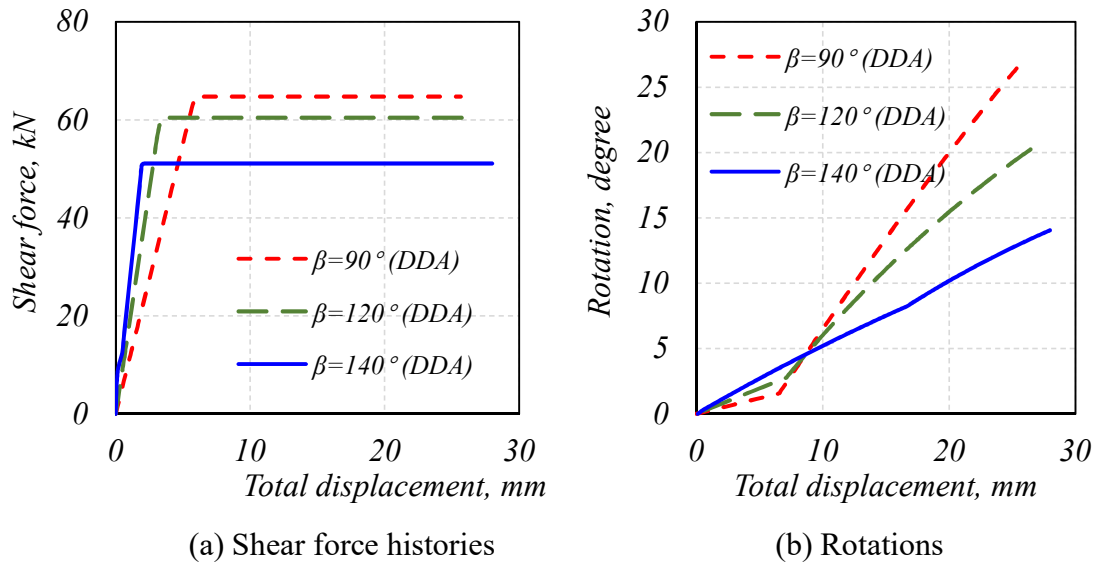 80
60
40
20
0
Shear force, kN
β=90° (DDA)
β=120° (DDA)
β=140° (DDA)
0 10 20 30
Total displacement, mm
(a) Shear force histories
30
25
20
15
10
5
0
Rotation, degree
β=90° (DDA)
β=120° (DDA)
β=140° (DDA)
0 10 20 30
Total displacement, mm
(b) Rotations